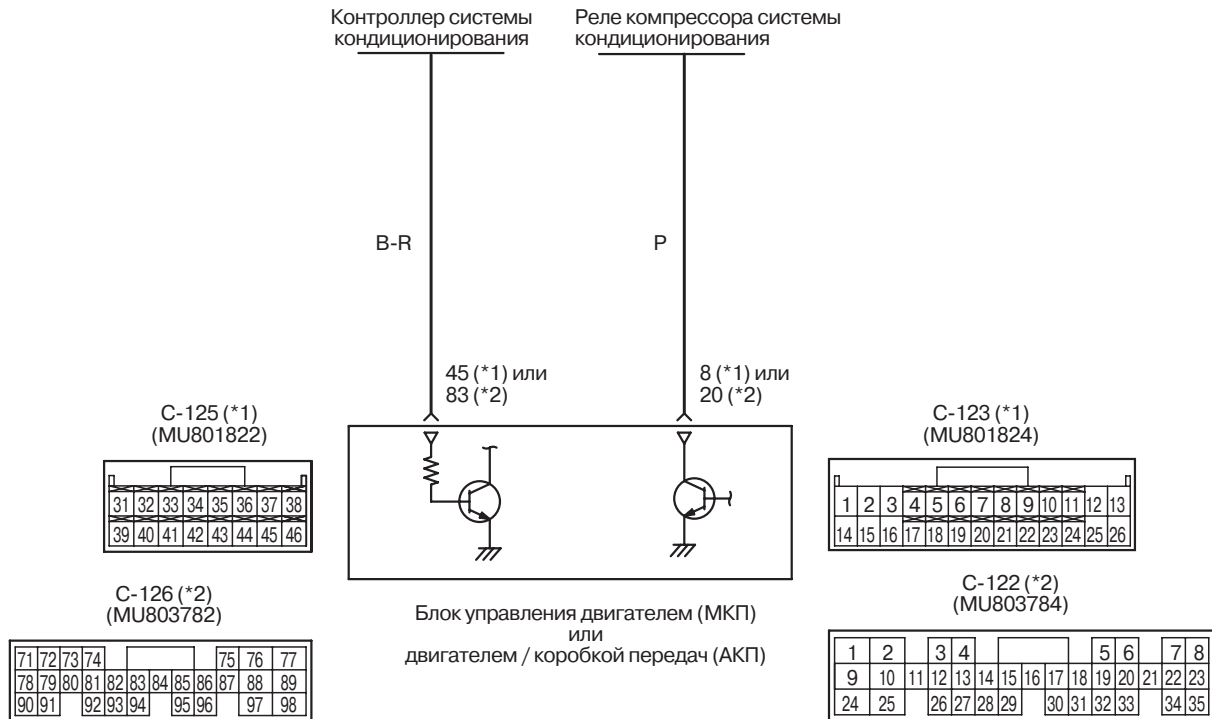 Контроллер системы
кондиционирования
Реле компрессора системы
кондиционирования
B-R
P
45 (*1) или
83 (*2)
8 (*1) или
20 (*2)
C-125 (*1)
(MU801822)
31 32 33 34 35 36 37 38
39 40 41 42 43 44 45 46
C-123 (*1)
(MU801824)
1 2 3 4 5 6 7 8 9 10 11 12 13
14 15 16 17 18 19 20 21 22 23 24 25 26
C-126 (*2)
(MU803782)
71 72 73 74 75 76 77
78 79 80 81 82 83 84 85 86 87 88 89
90 91 92 93 94 95 96 97 98
Блок управления двигателем (МКП)
или
двигателем / коробкой передач (АКП)
C-122 (*2)
(MU803784)
1 2 3 4 5 6 7 8
9 10 11 12 13 14 15 16 17 18 19 20 21 22 23
24 25 26 27 28 29 30 31 32 33 34 35